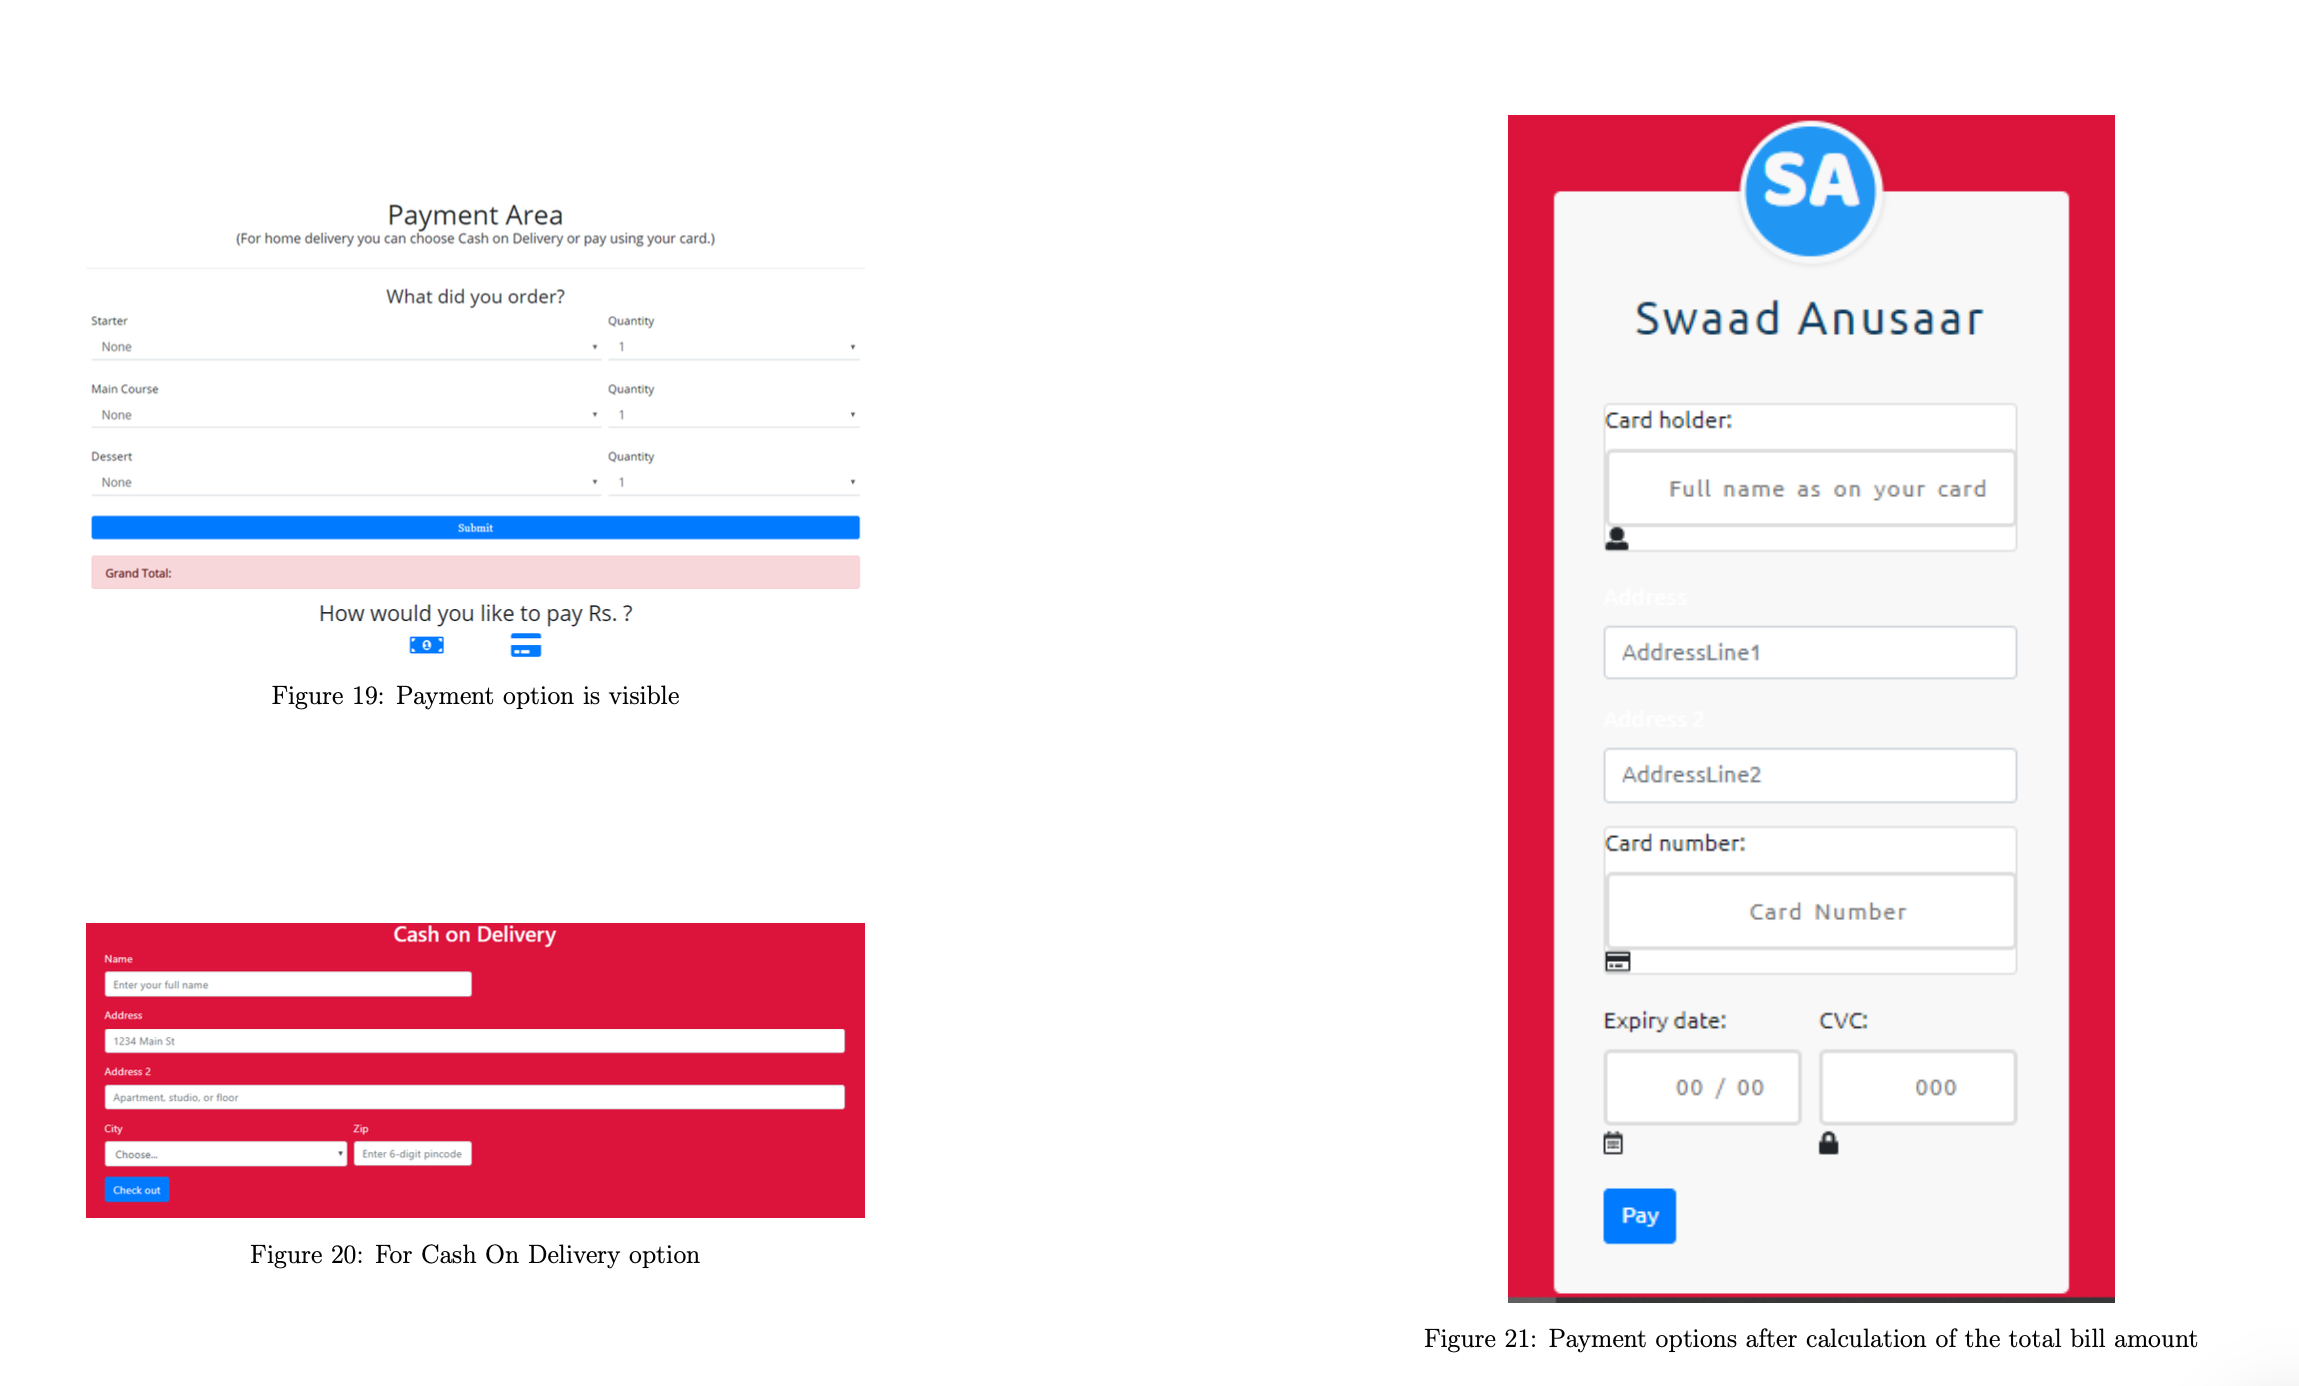 Payment Area
(For home delivery you can choose Cash on Delivery or pay using your card.)
What did you order?
Starter Quantity
None 1
Main Course Quantity
None 1
Dessert Quantity
None 1
Submit
Grand Total:
How would you like to pay Rs. ?
Figure 19: Payment option is visible
Cash on Delivery
Name
Enter your full name
Address
1234 Main St
Address 2
Apartment, studio, or floor
City Zip
Choose... Enter 6-digit pincode
Check out
Figure 20: For Cash On Delivery option
SA
Swaad Anusaar
Card holder:
Full name as on your card
Address
AddressLine1
Address 2
AddressLine2
Card number:
Card Number
Expiry date: CVC:
00 / 00 000
Pay
Figure 21: Payment options after calculation of the total bill amount